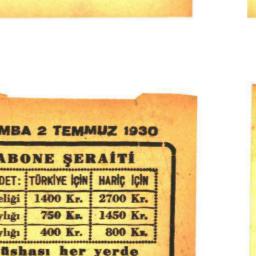 MBA 2 TEMMUZ 1930
ABONE ŞERAİTİ
DET: TÜRKİYE İÇİN HARİÇ İÇİN
eliği 1400 Kr. 2700 Kr.
ylığı 750 Kr. 1450 Kr.
ylığı 400 Kr. 800 Kr.
üshası her yerde